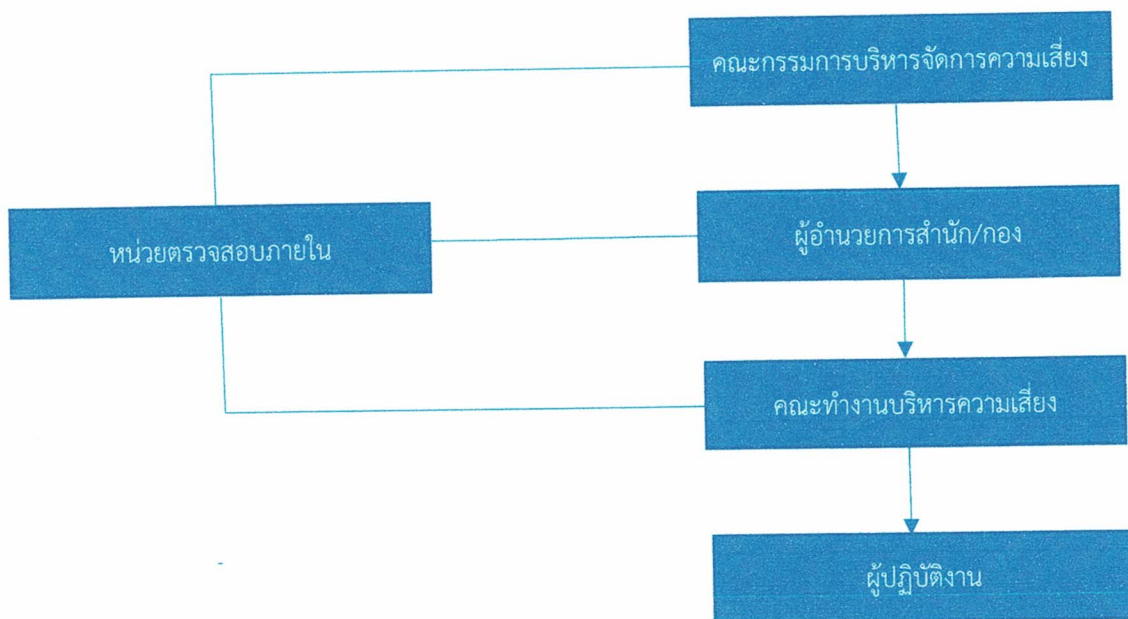 คณะกรรมการบริหารจัดการความเสี่ยง
หน่วยตรวจสอบภายใน
ผู้อำนวยการสำนัก/กอง
คณะทำงานบริหารความเสี่ยง
ผู้ปฏิบัติงาน